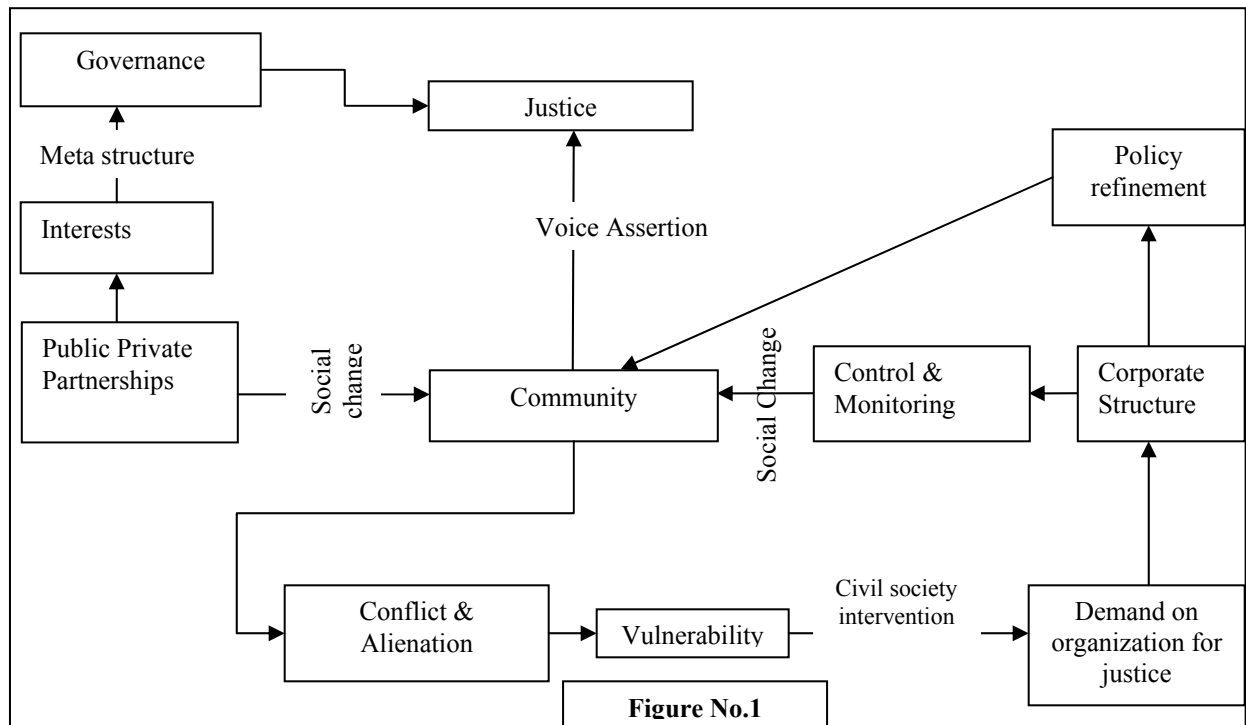 Governance
Justice
Meta structure
Policy
refinement
Interests
Voice Assertion
Public Private
Partnerships
Social
change
Community
Social Change
Control &
Monitoring
Corporate
Structure
Conflict &
Alienation
Vulnerability
Civil society
intervention
Demand on
organization for
justice
Figure No.1